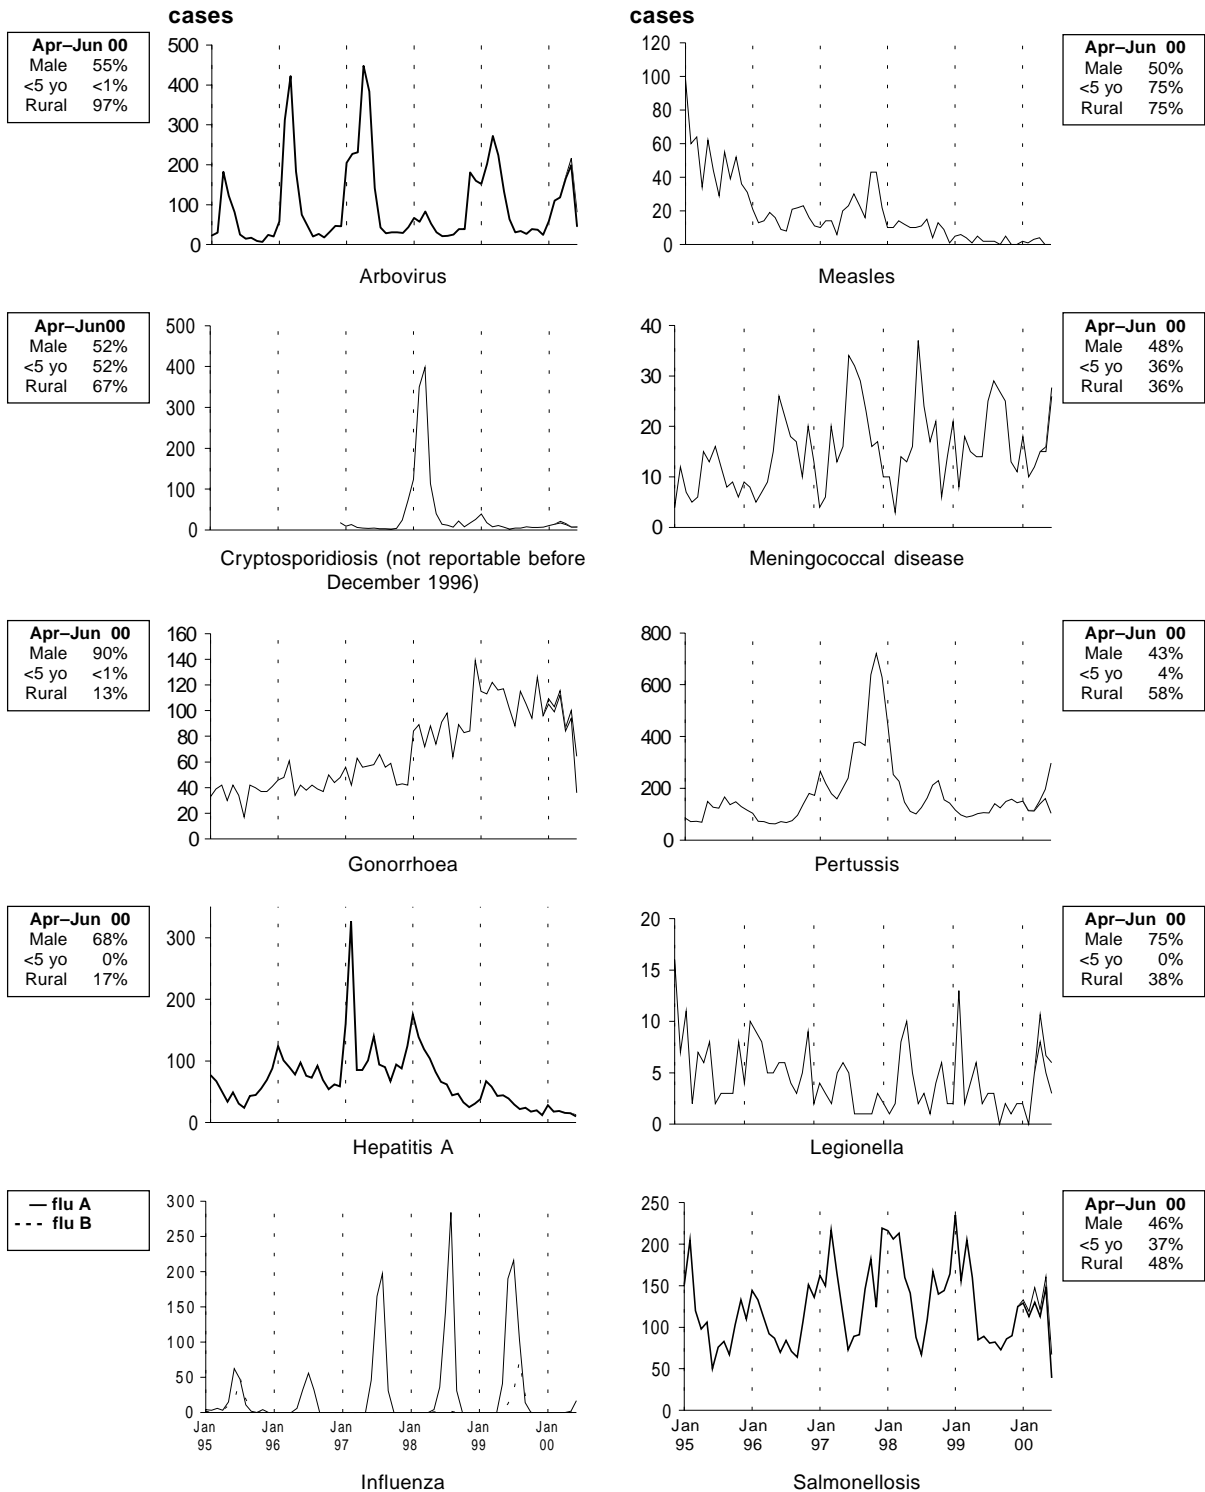 cases
cases
Apr–Jun 00
Male 55%
<5 yo <1%
Rural 97%
500
400
300
200
100
0
Arbovirus
120
100
80
60
40
20
0
Measles
Apr–Jun 00
Male 50%
<5 yo 75%
Rural 75%
Apr–Jun00
Male 52%
<5 yo 52%
Rural 67%
500
400
300
200
100
0
Cryptosporidiosis (not reportable before
December 1996)
40
30
20
10
0
Meningococcal disease
Apr–Jun 00
Male 48%
<5 yo 36%
Rural 36%
Apr–Jun 00
Male 90%
<5 yo <1%
Rural 13%
160
140
120
100
80
60
40
20
0
Gonorrhoea
800
600
400
200
0
Pertussis
Apr–Jun 00
Male 43%
<5 yo 4%
Rural 58%
Apr–Jun 00
Male 68%
<5 yo 0%
Rural 17%
300
200
100
0
Hepatitis A
20
15
10
5
0
Legionella
Apr–Jun 00
Male 75%
<5 yo 0%
Rural 38%
flu A
flu B
300
250
200
150
100
50
0
Jan Jan Jan Jan Jan Jan
95 96 97 98 99 00
Influenza
250
200
150
100
50
0
Jan Jan Jan Jan Jan Jan
95 96 97 98 99 00
Salmonellosis
Apr–Jun 00
Male 46%
<5 yo 37%
Rural 48%